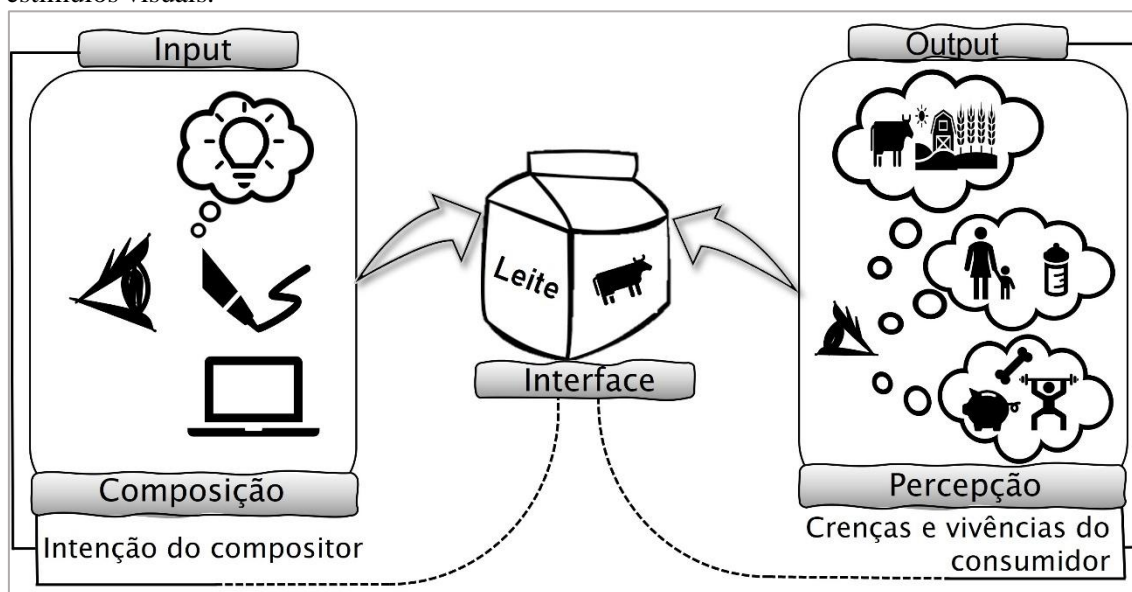 estímulos visuais.
Input
Output
Leite
Interface
Composição
Percepção
Intenção do compositor
Crenças e vivências do
consumidor